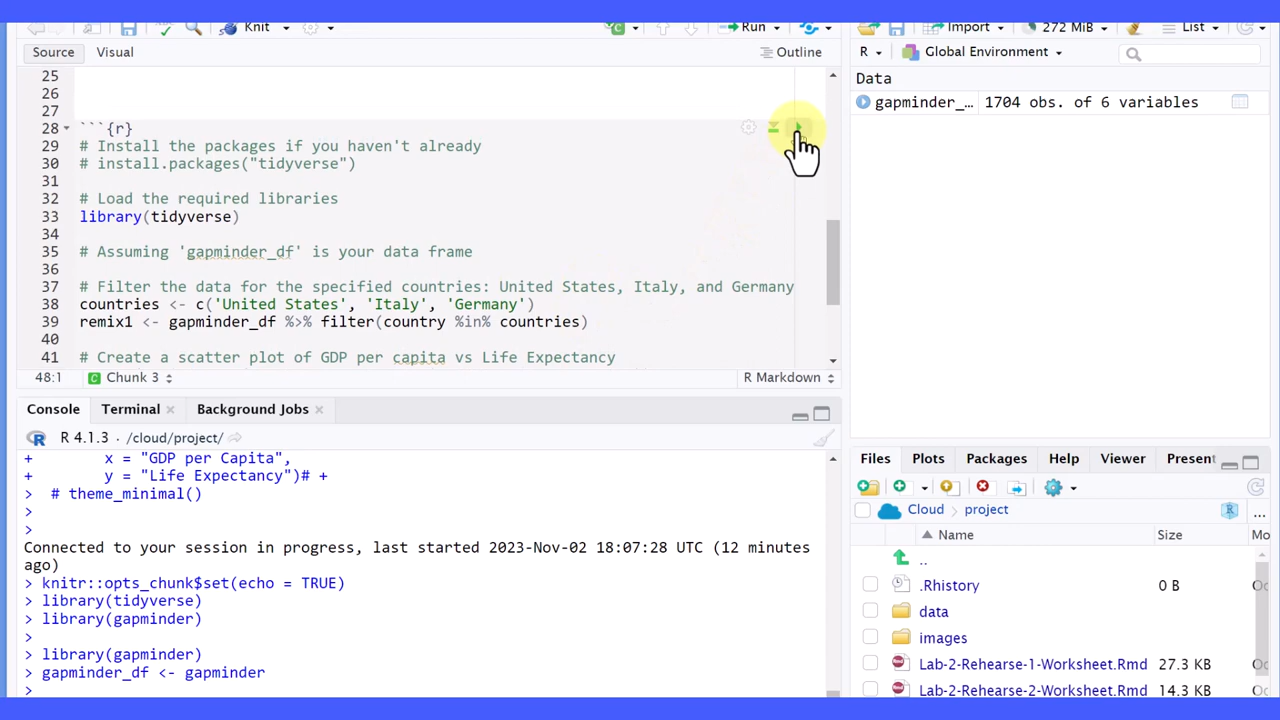 Knit
Run
Source
Visual
Outline
25
26
27
28 ```{r}
29 # Install the packages if you haven't already
30 # install.packages("tidyverse")
31
32 # Load the required libraries
33 library(tidyverse)
34
35 # Assuming 'gapminder_df' is your data frame
36
37 # Filter the data for the specified countries: United States, Italy, and Germany
38 countries <- c('United States', 'Italy', 'Germany')
39 remix1 <- gapminder_df %>% filter(country %in% countries)
40
41 # Create a scatter plot of GDP per capita vs Life Expectancy
48:1 Chunk 3 R Markdown
Console Terminal Background Jobs
R 4.1.3 · /cloud/project/
+ x = "GDP per Capita",
+ y = "Life Expectancy")# +
> # theme_minimal()
>
>
Connected to your session in progress, last started 2023-Nov-02 18:07:28 UTC (12 minutes
ago)
> knitr::opts_chunk$set(echo = TRUE)
> library(tidyverse)
> library(gapminder)
>
> library(gapminder)
> gapminder_df <- gapminder
>
Import 272 MiB List
R Global Environment
Data
gapminder_… 1704 obs. of 6 variables
Files Plots Packages Help Viewer Present
Cloud project ...
Name Size Mo
..
.Rhistory 0 B
data
images
Lab-2-Rehearse-1-Worksheet.Rmd 27.3 KB
Lab-2-Rehearse-2-Worksheet.Rmd 14.3 KB